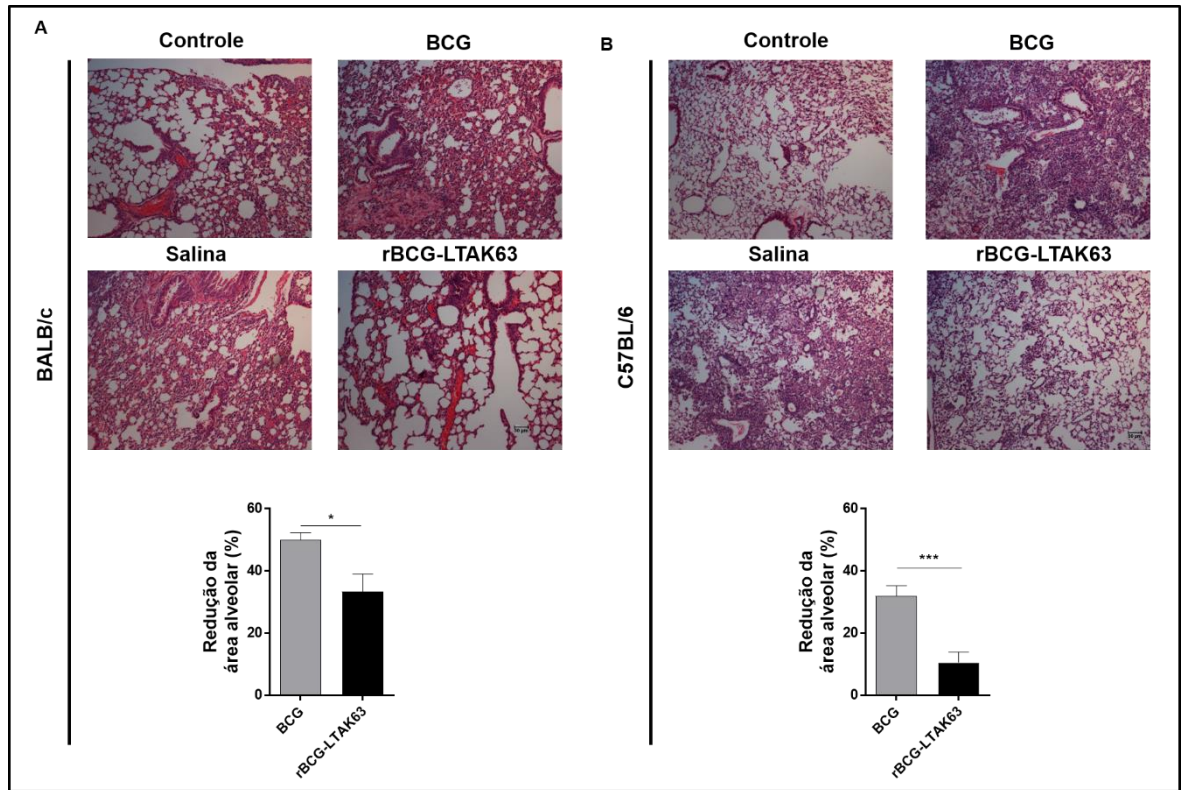 A
Controle
BCG
Salina
rBCG-LTAK63
BALB/c
Redução da
área alveolar (%)
60
40
20
0
*
BCG
rBCG-LTAK63
B
Controle
BCG
Salina
rBCG-LTAK63
C57BL/6
Redução da
área alveolar (%)
60
40
20
0
***
BCG
rBCG-LTAK63